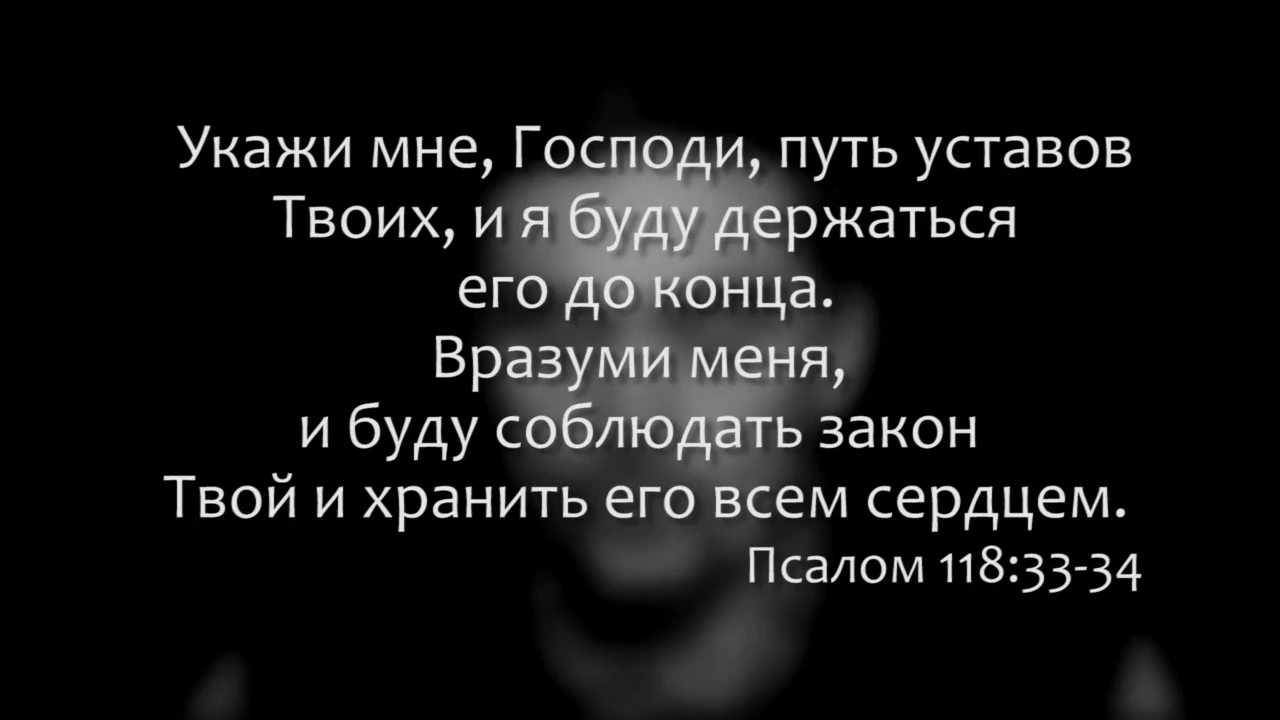 Укажи мне, Господи, путь уставов
Твоих, и я буду держаться
его до конца.
Вразуми меня,
и буду соблюдать закон
Твой и хранить его всем сердцем.
Псалом 118:33-34